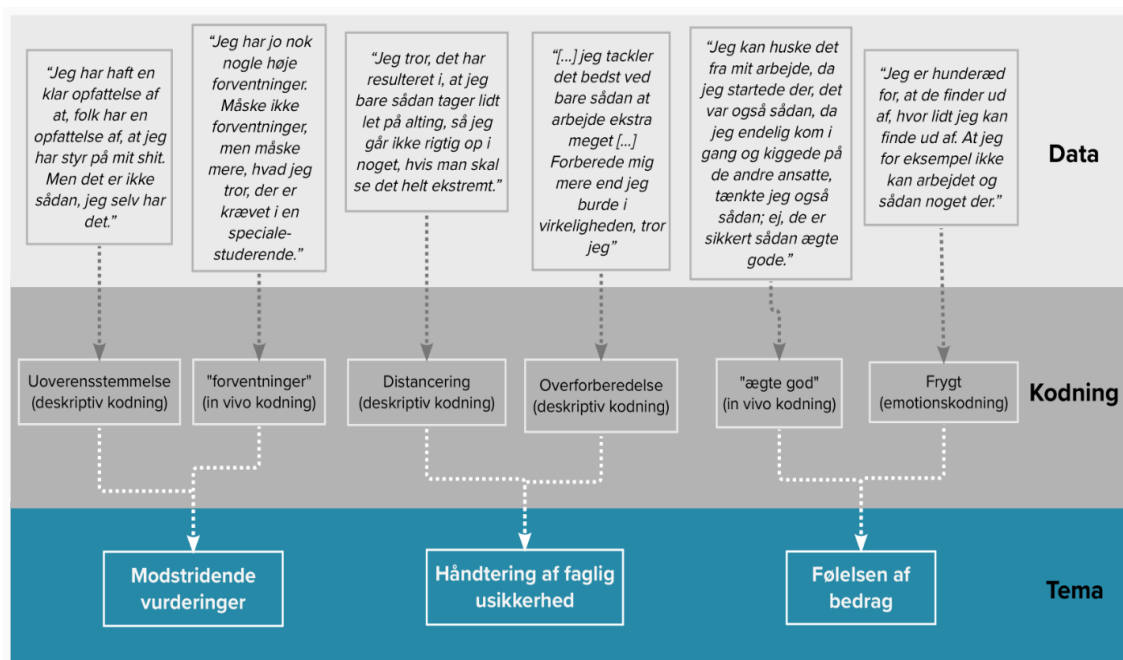 “Jeg har haft en
klar opfattelse af
at, folk har en
opfattelse af, at jeg
har styr på mit shit.
Men det er ikke
sådan, jeg selv har
det.”
“Jeg har jo nok
nogle høje
forventninger.
Måske ikke
forventninger,
men måske
mere, hvad jeg
tror, der er
krævet i en
speciale-
studerende.”
“Jeg tror, det har
resulteret i, at jeg
bare sådan tager lidt
let på alting, så jeg
går ikke rigtig op i
noget, hvis man skal
se det helt ekstremt.”
“[...] jeg tackler
det bedst ved
bare sådan at
arbejde ekstra
meget [...]
Forberede mig
mere end jeg
burde i
virkeligheden, tror
jeg”
“Jeg kan huske det
fra mit arbejde, da
jeg startede der, det
var også sådan, da
jeg endelig kom i
gang og kiggede på
de andre ansatte,
tænkte jeg også
sådan; ej, de er
sikkert sådan ægte
gode.”
“Jeg er hunderæd
for, at de finder ud
af, hvor lidt jeg kan
finde ud af. At jeg
for eksempel ikke
kan arbejdet og
sådan noget der.”
Data
Uoverensstemmelse
(deskriptiv kodning)
"forventninger"
(in vivo kodning)
Distancering
(deskriptiv kodning)
Overforberedelse
(deskriptiv kodning)
"ægte god"
(in vivo kodning)
Frygt
(emotionskodning)
Kodning
Modstridende
vurderinger
Håndtering af faglig
usikkerhed
Følelsen af
bedrag
Tema